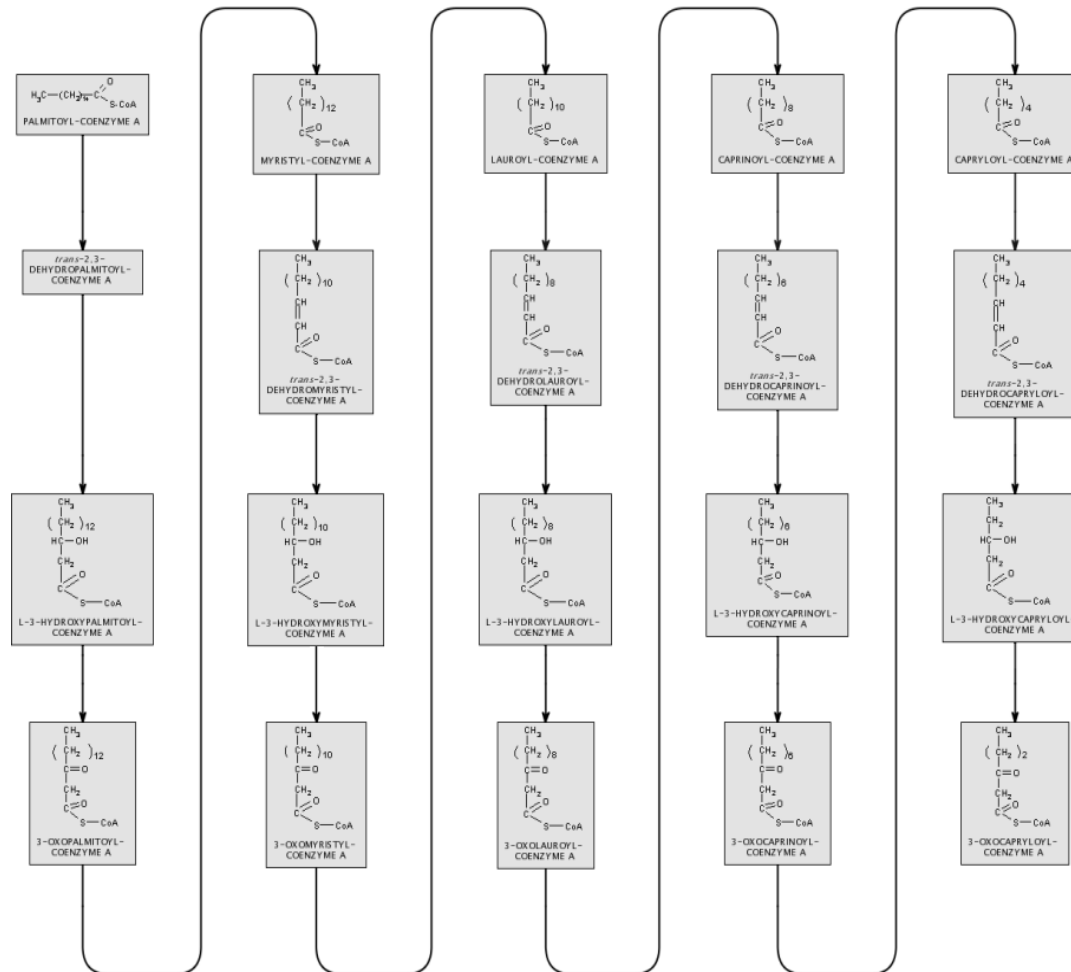 H₃C—(CH₂)₁₄—C
O
S-CoA
PALMITOYL-COENZYME A
trans-2,3-
DEHYDROPALMITOYL-
COENZYME A
CH₃
( CH₂ )₁₂
HC—OH
CH₂
O
C
S—CoA
L-3-HYDROXYPALMITOYL-
COENZYME A
CH₃
( CH₂ )₁₂
C=O
CH₂
C=O
S—CoA
3-OXOPALMITOYL-
COENZYME A
CH₃
( CH₂ )₁₂
C=O
S—CoA
MYRISTYL-COENZYME A
CH₃
( CH₂ )₁₀
CH
CH
O
C
S—CoA
trans-2,3-
DEHYDROMYRISTYL-
COENZYME A
CH₃
( CH₂ )₁₀
HC—OH
CH₂
O
C
S—CoA
L-3-HYDROXYMYRISTYL-
COENZYME A
CH₃
( CH₂ )₁₀
C=O
CH₂
C=O
S—CoA
3-OXOMYRISTYL-
COENZYME A
CH₃
( CH₂ )₁₀
C=O
S—CoA
LAUROYL-COENZYME A
CH₃
( CH₂ )₈
CH
CH
O
C
S—CoA
trans-2,3-
DEHYDROLAUROYL-
COENZYME A
CH₃
( CH₂ )₈
HC—OH
CH₂
O
C
S—CoA
L-3-HYDROXYLAUROYL-
COENZYME A
CH₃
( CH₂ )₈
C=O
CH₂
C=O
S—CoA
3-OXOLAUROYL-
COENZYME A
CH₃
( CH₂ )₈
C=O
S—CoA
CAPRINOYL-COENZYME A
CH₃
( CH₂ )₆
CH
CH
O
C
S—CoA
trans-2,3-
DEHYDROCAPRINOYL-
COENZYME A
CH₃
( CH₂ )₆
HC—OH
CH₂
C=O
S—CoA
L-3-HYDROXYCAPRINOYL-
COENZYME A
CH₃
( CH₂ )₆
C=O
CH₂
C=O
S—CoA
3-OXOCAPRINOYL-
COENZYME A
CH₃
( CH₂ )₄
C=O
S—CoA
CAPRYLOYL-COENZYME A
CH₃
( CH₂ )₄
CH
CH
O
C
S—CoA
trans-2,3-
DEHYDROCAPRYLOYL-
COENZYME A
CH₃
CH₂
HC—OH
CH₂
O
C
S—CoA
L-3-HYDROXYCAPRYLOYL-
COENZYME A
CH₃
( CH₂ )₂
C=O
CH₂
C=O
S—CoA
3-OXOCAPRYLOYL-
COENZYME A